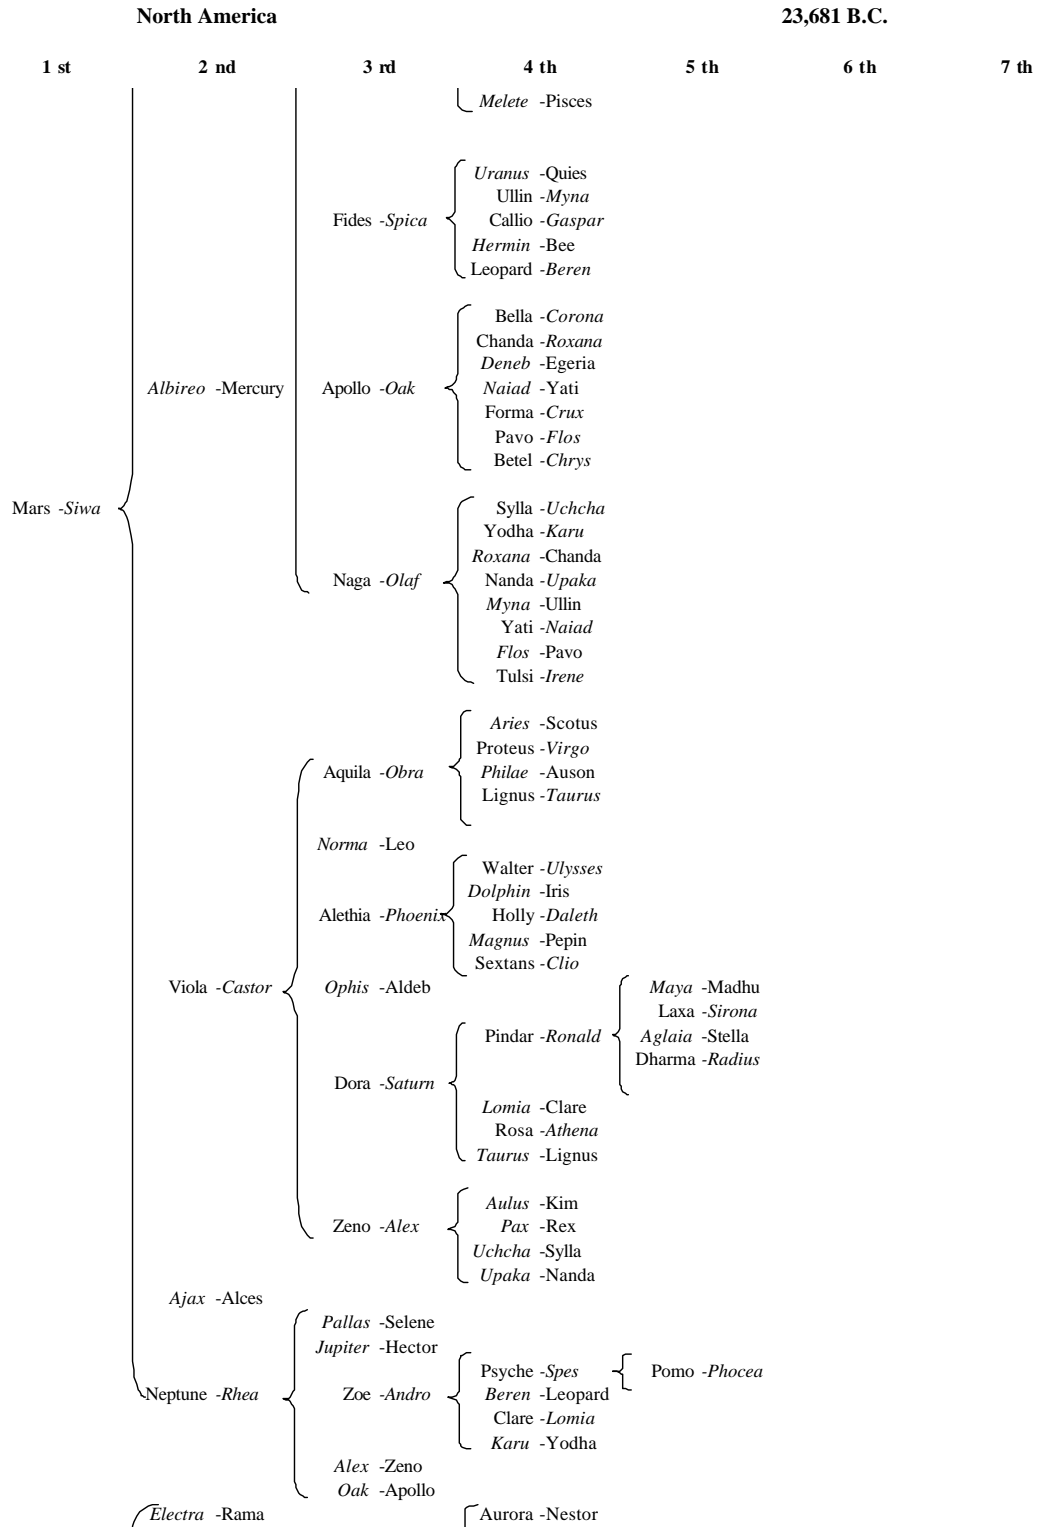 North America 23,681 B.C.
1 st 2 nd 3 rd 4 th 5 th 6 th 7 th
Melete -Pisces
Uranus -Quies
Ullin -Myna
Fides -Spica
Callio -Gaspar
Hermin -Bee
Leopard -Beren
Bella -Corona
Chanda -Roxana
Deneb -Egeria
Albireo -Mercury Apollo -Oak Naiad -Yati
Forma -Crux
Pavo -Flos
Betel -Chrys
Mars -Siwa Sylla -Uchcha
Yodha -Karu
Roxana -Chanda
Naga -Olaf Nanda -Upaka
Myna -Ullin
Yati -Naiad
Flos -Pavo
Tulsi -Irene
Aries -Scotus
Proteus -Virgo
Aquila -Obra Philae -Auson
Lignus -Taurus
Norma -Leo
Walter -Ulysses
Dolphin -Iris
Alethia -Phoenix Holly -Daleth
Magnus -Pepin
Sextans -Clio
Viola -Castor Ophis -Aldeb Maya -Madhu
Laxa -Sirona
Pindar -Ronald Aglaia -Stella
Dharma -Radius
Dora -Saturn
Lomia -Clare
Rosa -Athena
Taurus -Lignus
Aulus -Kim
Zeno -Alex Pax -Rex
Uchcha -Sylla
Upaka -Nanda
Ajax -Alces
Pallas -Selene
Jupiter -Hector
Psyche -Spes Pomo -Phocea
Neptune -Rhea Zoe -Andro Beren -Leopard
Clare -Lomia
Karu -Yodha
Alex -Zeno
Oak -Apollo
Electra -Rama Aurora -Nestor